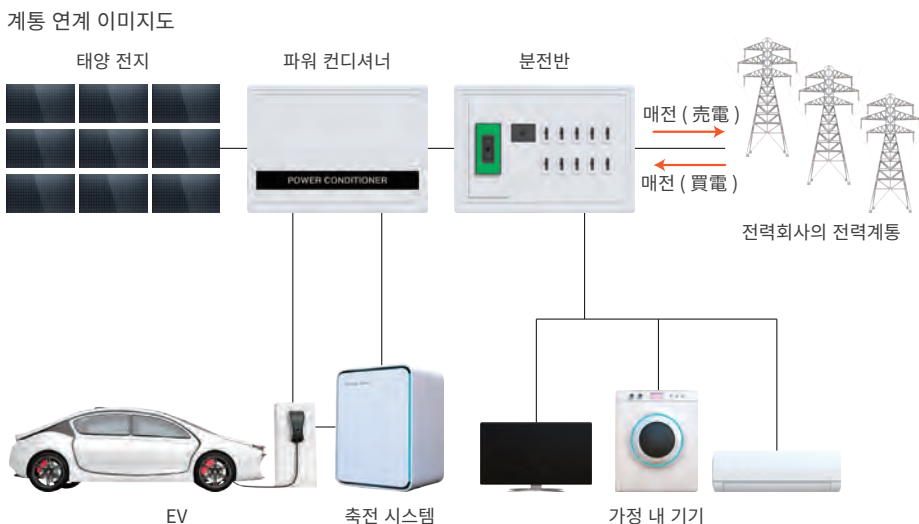 계통 연계 이미지도
태양 전지
파워 컨디셔너
분전반
POWER CONDITIONER
매전 ( 売電 )
매전 ( 買電 )
전력회사의 전력계통
EV
축전 시스템
가정 내 기기